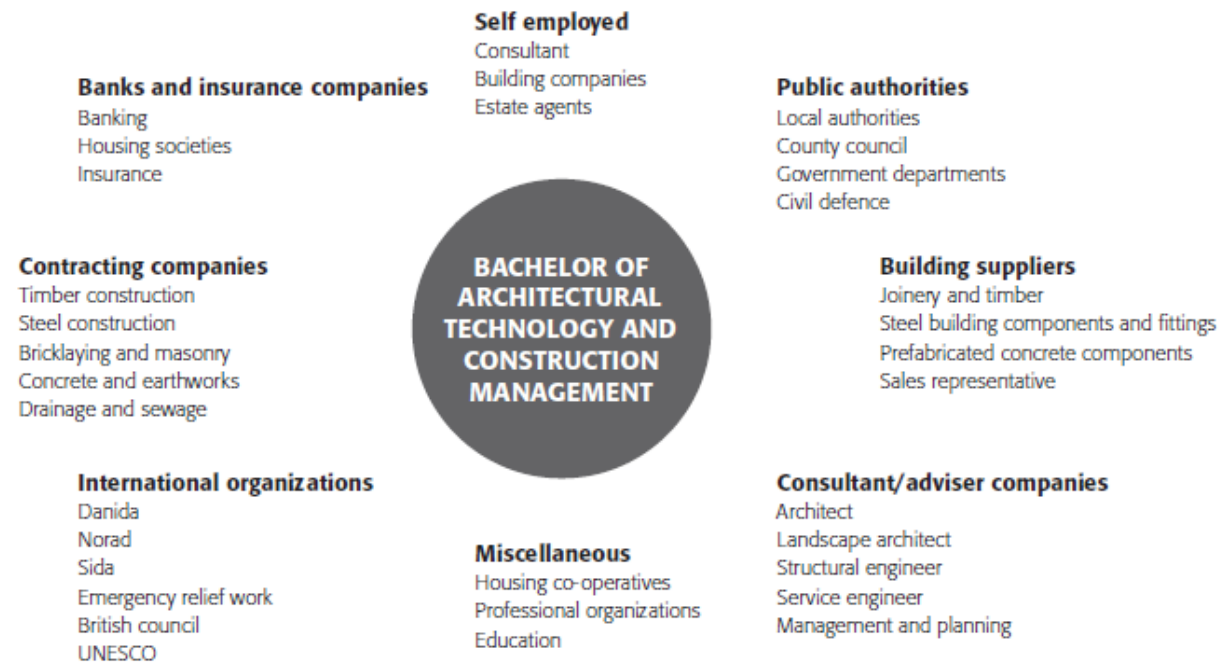 Self employed
Consultant
Building companies
Estate agents
Banks and insurance companies
Banking
Housing societies
Insurance
Public authorities
Local authorities
County council
Government departments
Civil defence
Contracting companies
Timber construction
Steel construction
Bricklaying and masonry
Concrete and earthworks
Drainage and sewage
BACHELOR OF
ARCHITECTURAL
TECHNOLOGY AND
CONSTRUCTION
MANAGEMENT
Building suppliers
Joinery and timber
Steel building components and fittings
Prefabricated concrete components
Sales representative
International organizations
Danida
Norad
Sida
Emergency relief work
British council
UNESCO
Miscellaneous
Housing co-operatives
Professional organizations
Education
Consultant/adviser companies
Architect
Landscape architect
Structural engineer
Service engineer
Management and planning